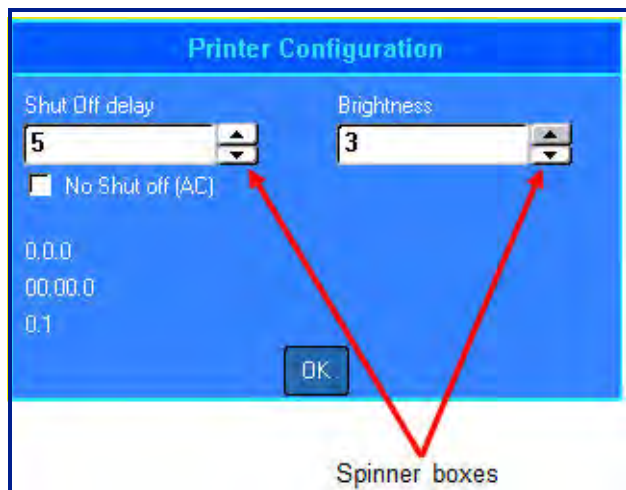 Printer Configuration
Shut Off delay Brightness
5 3
No Shut off (AC)
0.0.0
00.00.0
0.1
OK
Spinner boxes